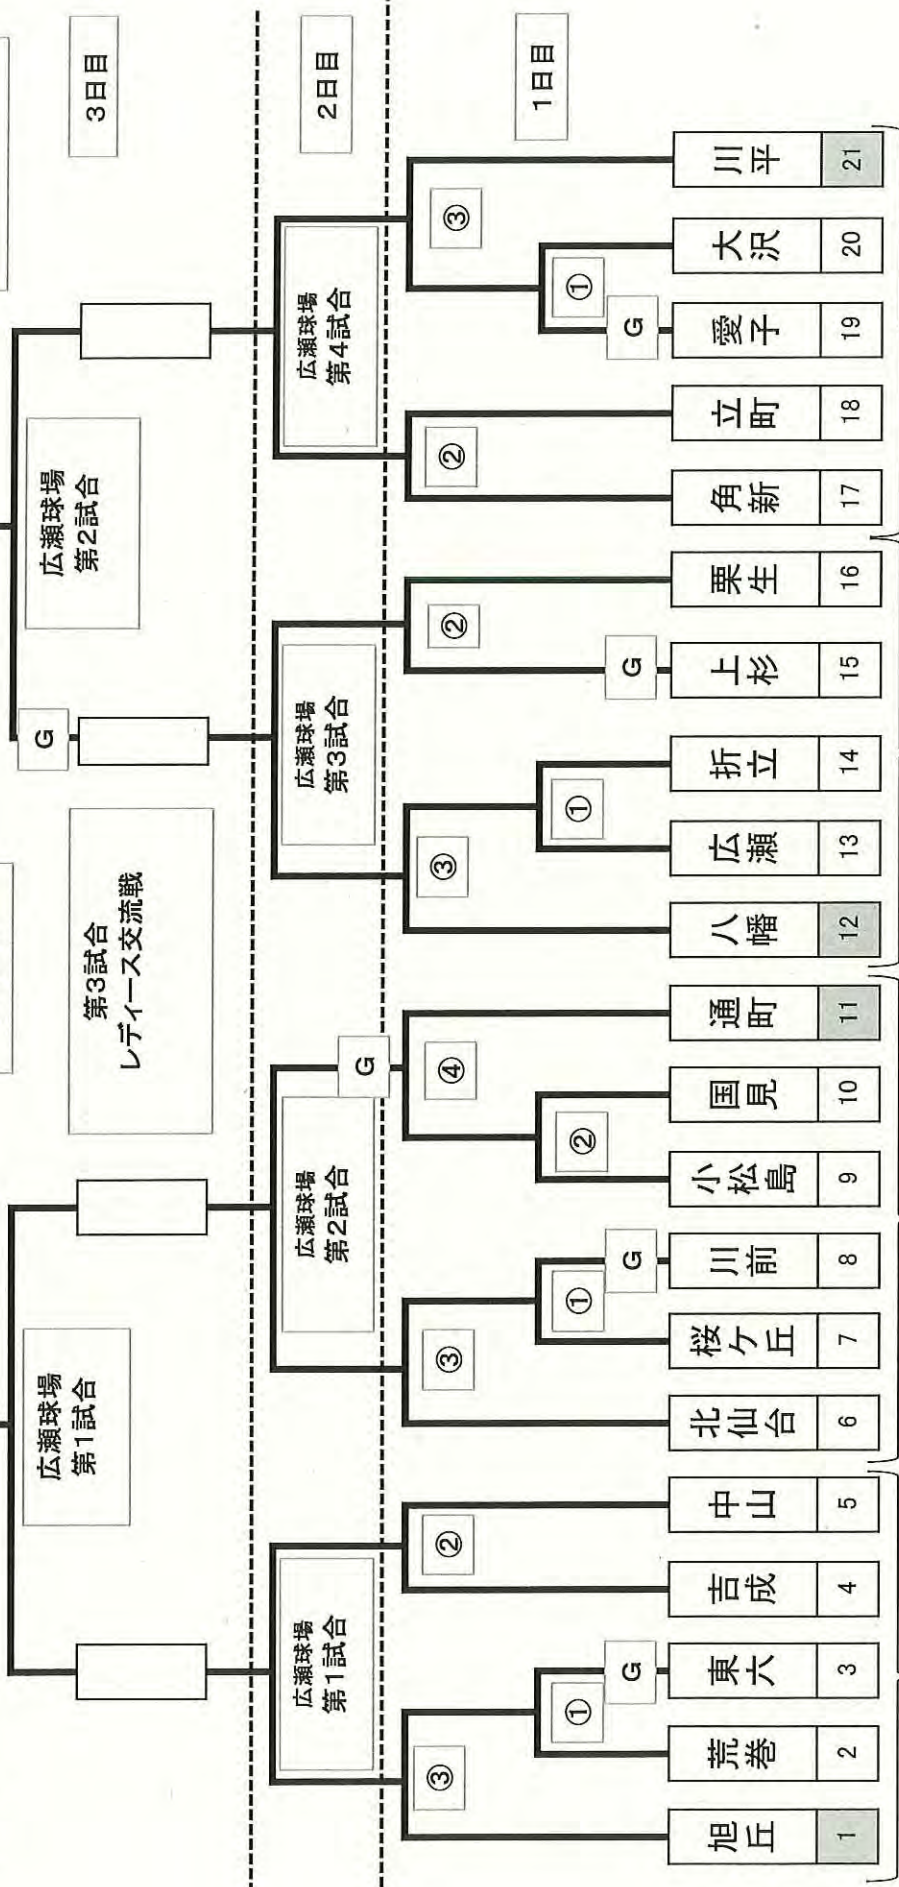 3日目
2日目
1日目
広瀬球場
第1試合
第3試合
レディース交流戦
G
広瀬球場
第2試合
広瀬球場
第1試合
広瀬球場
第2試合
G
広瀬球場
第3試合
広瀬球場
第4試合
③
②
③
④
③
②
②
③
①
①
②
①
①
G
G
G
G
旭丘
荒巻
東六
吉成
中山
北仙台
桜ケ丘
川前
小松島
国見
通町
八幡
広瀬
折立
上杉
栗生
角新
立町
愛子
大沢
川平
1
2
3
4
5
6
7
8
9
10
11
12
13
14
15
16
17
18
19
20
21